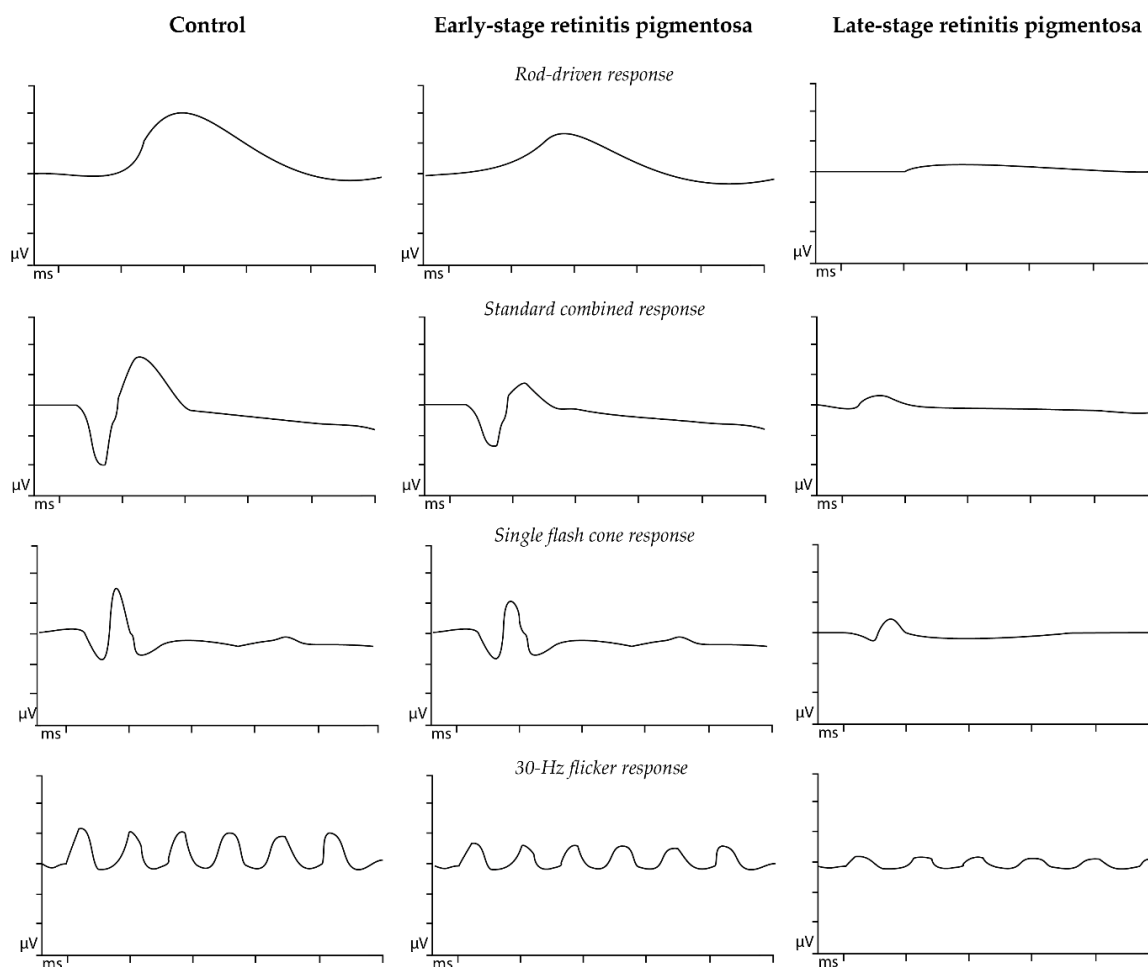 Control Early-stage retinitis pigmentosa Late-stage retinitis pigmentosa
Rod-driven response
µV µV µV
ms ms ms
Standard combined response
µV µV µV
ms ms ms
Single flash cone response
µV µV µV
ms ms ms
30-Hz flicker response
µV µV µV
ms ms ms